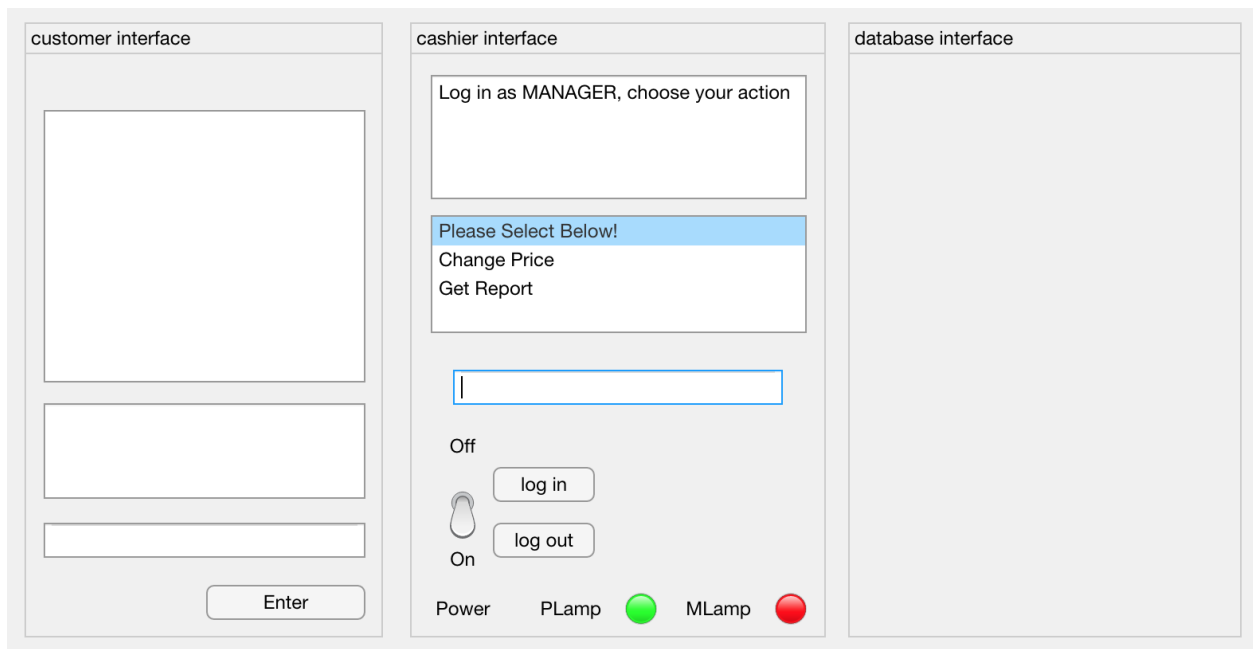 customer interface
Enter
cashier interface
Log in as MANAGER, choose your action
Please Select Below!
Change Price
Get Report
Off
log in
log out
On
Power PLamp MLamp
database interface